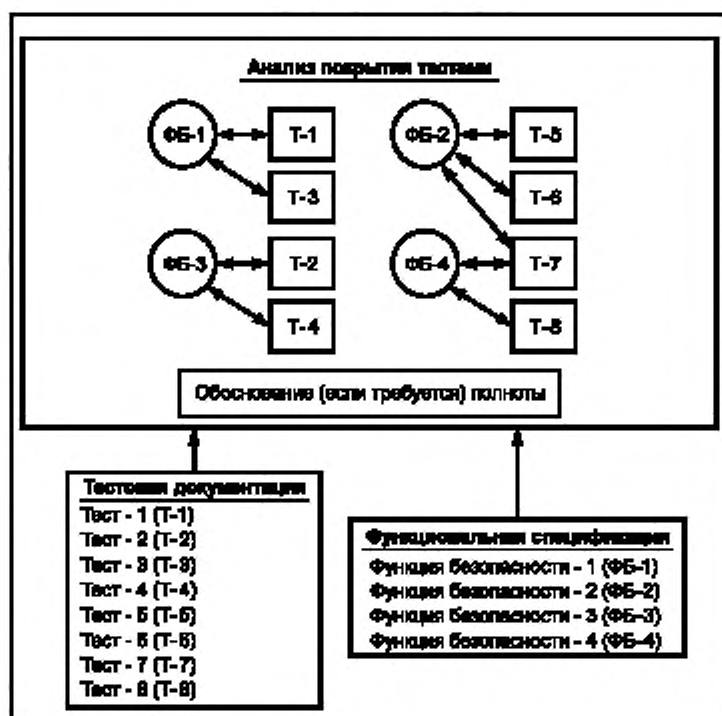 Анализ покрытия тестами
ФБ-1
Т-1
Т-3
ФБ-2
Т-5
Т-6
Т-7
ФБ-3
Т-2
Т-4
ФБ-4
Т-8
Обоснование (если требуется) полноты
Тестовая документация
Тест - 1 (Т-1)
Тест - 2 (Т-2)
Тест - 3 (Т-3)
Тест - 4 (Т-4)
Тест - 5 (Т-5)
Тест - 6 (Т-6)
Тест - 7 (Т-7)
Тест - 8 (Т-8)
Функциональная спецификация
Функция безопасности - 1 (ФБ-1)
Функция безопасности - 2 (ФБ-2)
Функция безопасности - 3 (ФБ-3)
Функция безопасности - 4 (ФБ-4)